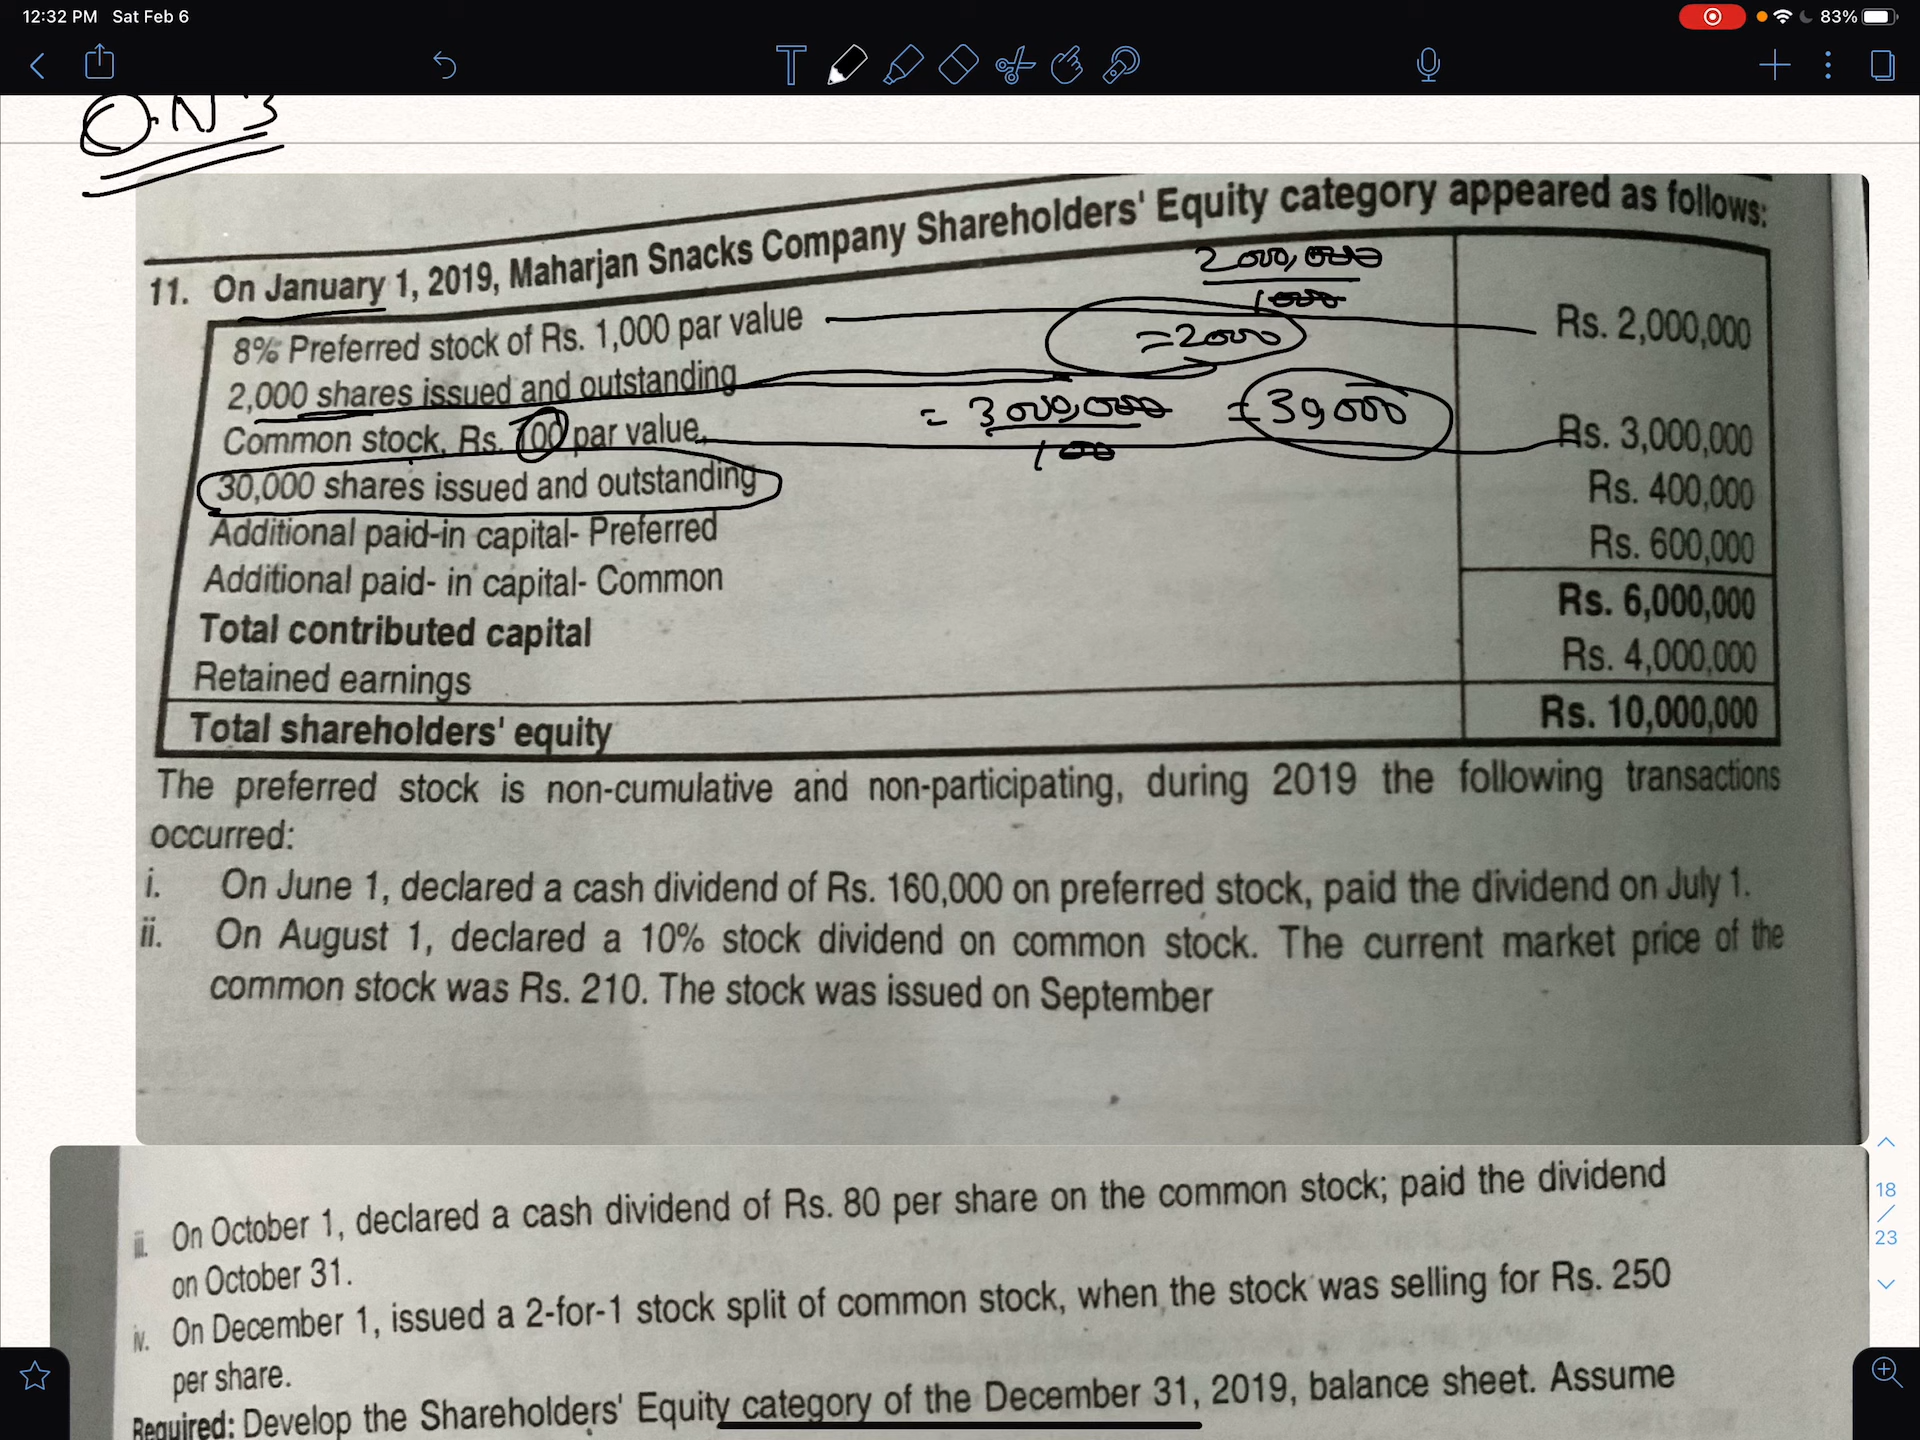 12:32 PM Sat Feb 6
83%
Q.N 3
11. On January 1, 2019, Maharjan Snacks Company Shareholders' Equity category appeared as follows:
2000,000
1000
8% Preferred stock of Rs. 1,000 par value Rs. 2,000,000
=2000
2,000 shares issued and outstanding
= 3000,000 = 30,000
100
Common stock, Rs. 100 par value, Rs. 3,000,000
30,000 shares issued and outstanding Rs. 400,000
Additional paid-in capital- Preferred Rs. 600,000
Additional paid- in capital- Common
Total contributed capital Rs. 6,000,000
Retained earnings Rs. 4,000,000
Total shareholders' equity Rs. 10,000,000
The preferred stock is non-cumulative and non-participating, during 2019 the following transactions
occurred:
i. On June 1, declared a cash dividend of Rs. 160,000 on preferred stock, paid the dividend on July 1.
ii. On August 1, declared a 10% stock dividend on common stock. The current market price of the
common stock was Rs. 210. The stock was issued on September
iii. On October 1, declared a cash dividend of Rs. 80 per share on the common stock; paid the dividend
on October 31.
iv. On December 1, issued a 2-for-1 stock split of common stock, when the stock was selling for Rs. 250
per share.
Required: Develop the Shareholders' Equity category of the December 31, 2019, balance sheet. Assume
18
/
23